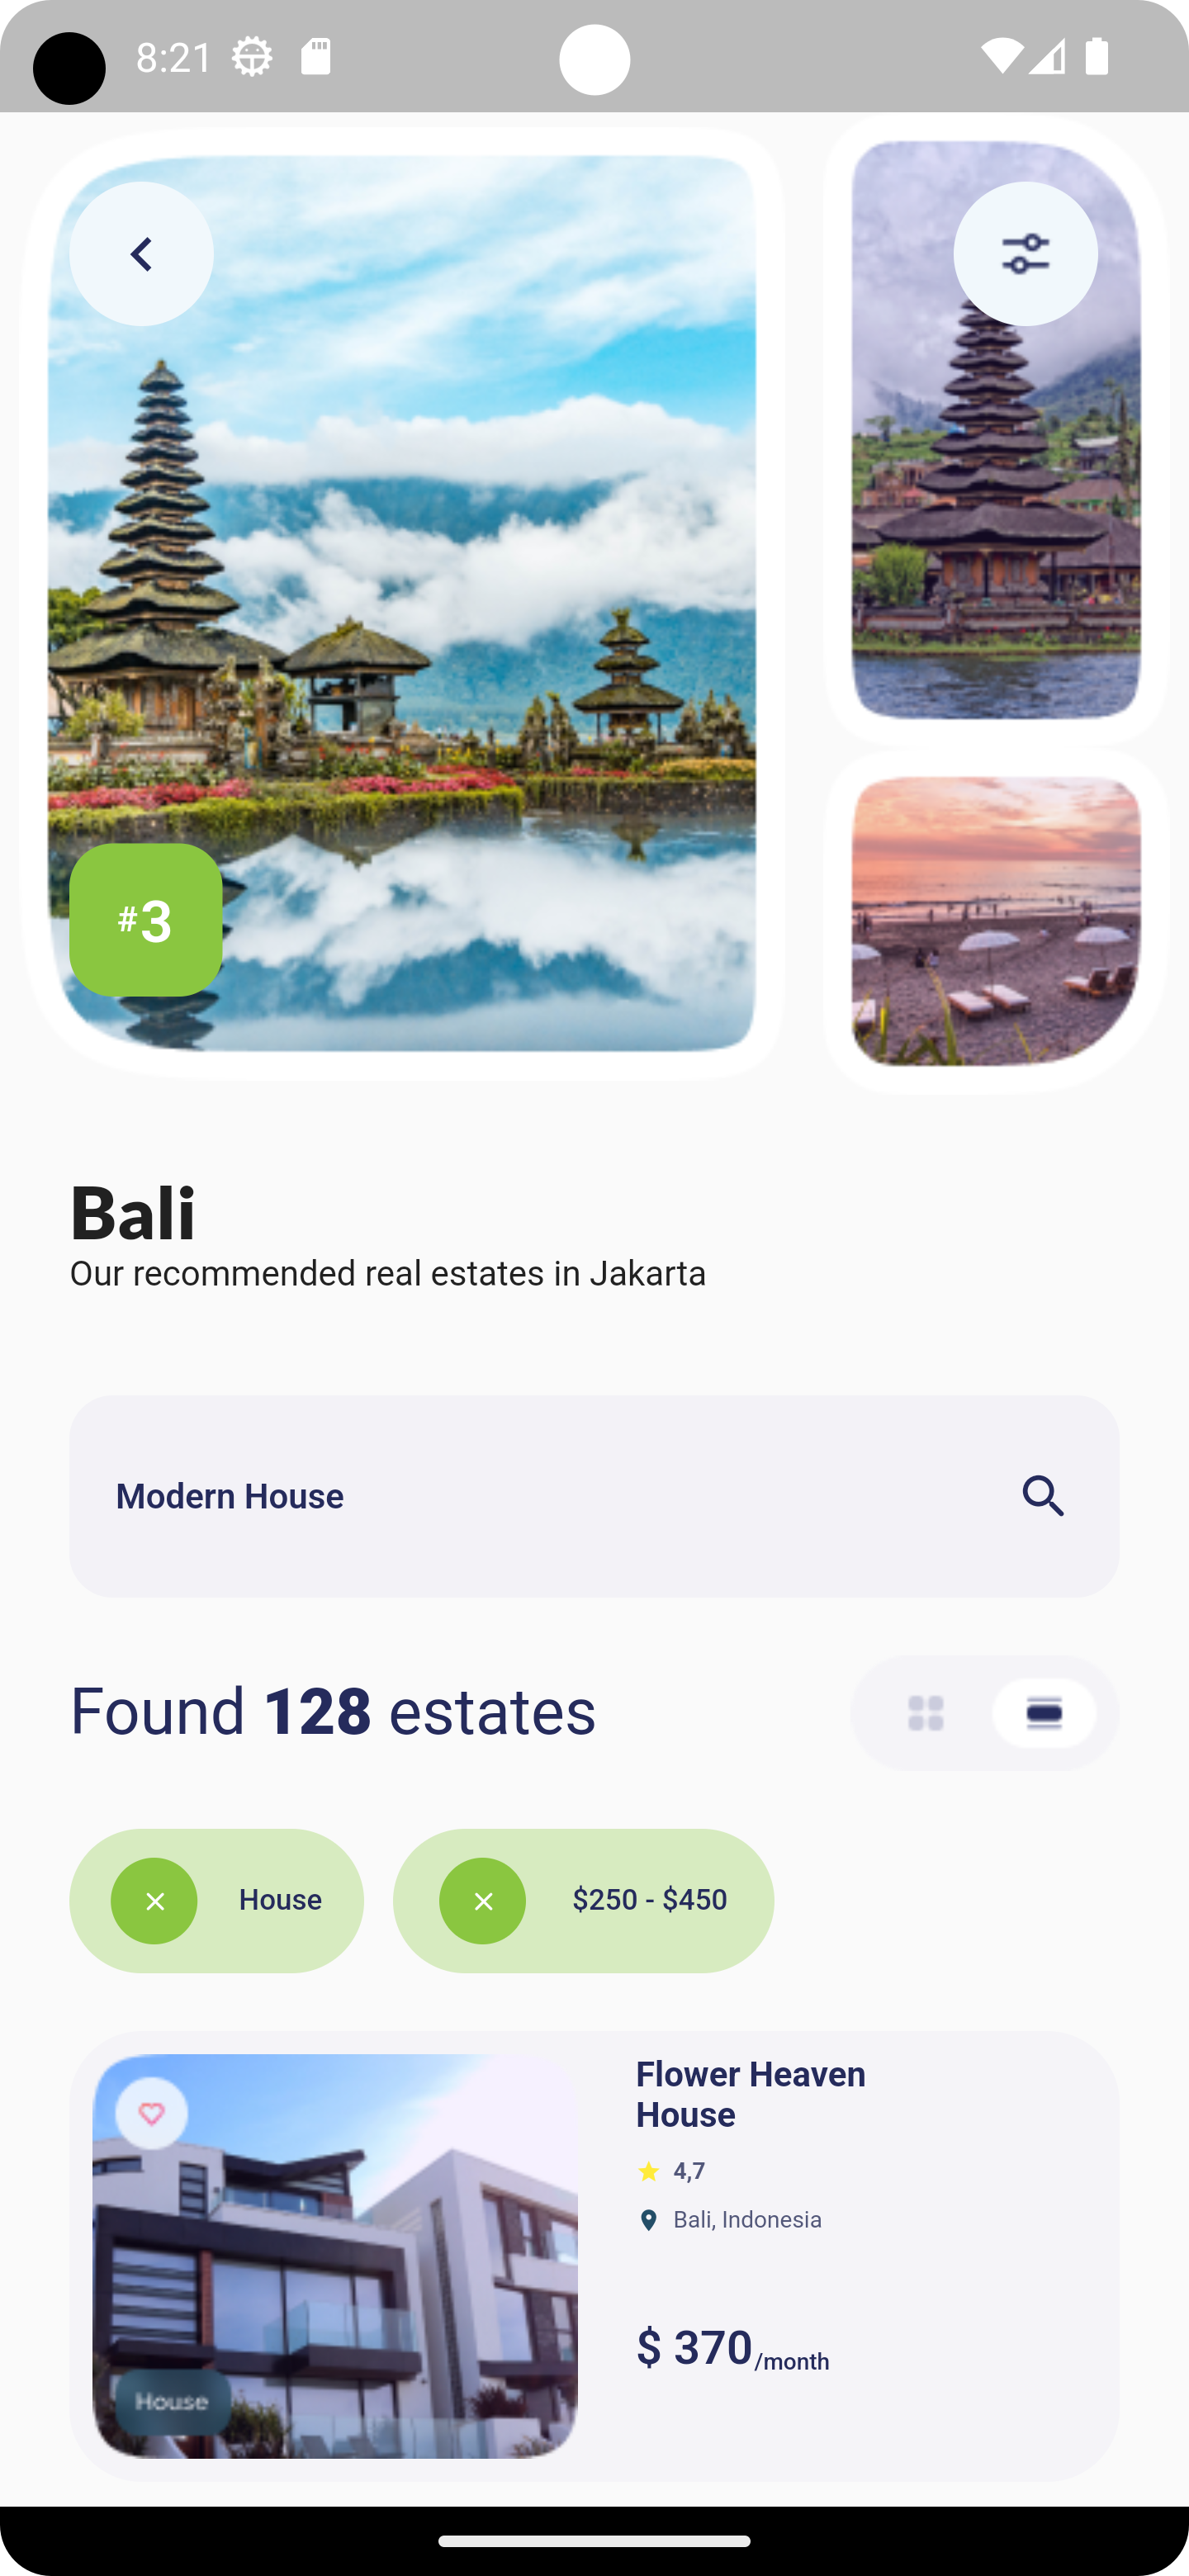 8:21
#3
Bali
Our recommended real estates in Jakarta
Modern House
Found 128 estates
House
$250 - $450
Flower Heaven
House
4,7
Bali, Indonesia
$ 370/month
House